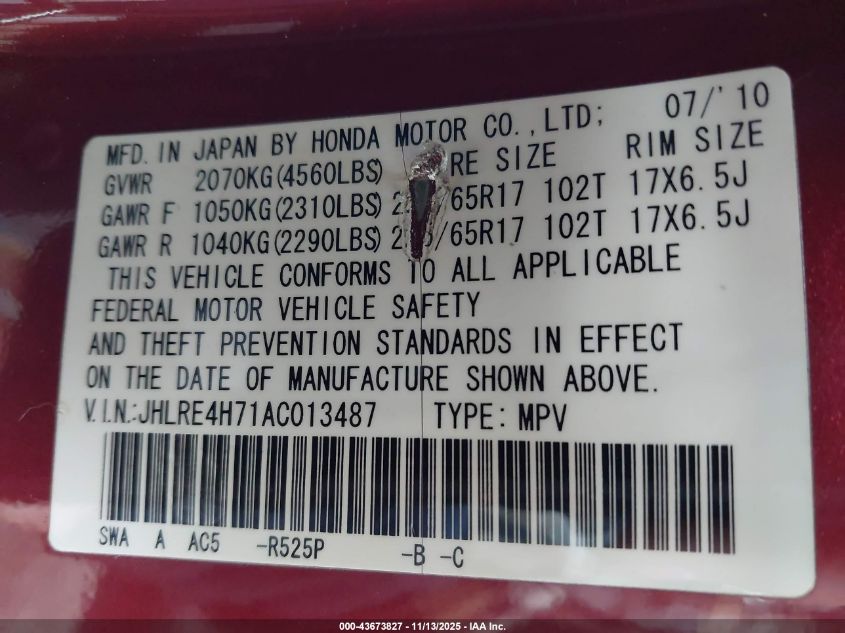 MFD. IN JAPAN BY HONDA MOTOR CO., LTD; 07/'10
GVWR 2070KG(4560LBS) SIZE RIM SIZE
GAWR F 1050KG(2310LBS) 102T 17X6.5J
GAWR R 1040KG(2290LBS) 102T 17X6.5J
THIS VEHICLE CONFORMS TO ALL APPLICABLE
FEDERAL MOTOR VEHICLE SAFETY
AND THEFT PREVENTION STANDARDS IN EFFECT
ON THE DATE OF MANUFACTURE SHOWN ABOVE.
V.I.N.:JHLRE4H71AC013487 TYPE: MPV
SWA A AC5 -R525P -B -C
000-43673827 - 11/13/2025 - IAA Inc.